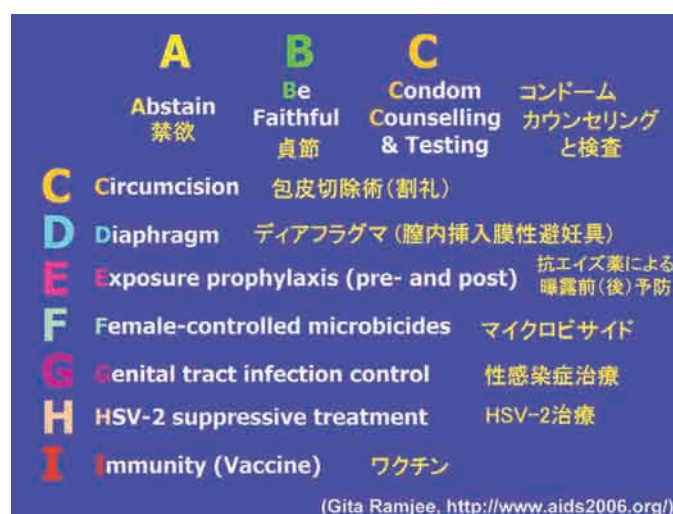 A B C
Abstain
禁欲
Be
Faithful
貞節
Condom
Counselling
& Testing
コンドーム
カウンセリング
と検査
C Circumcision 包皮切除術(割礼)
D Diaphragm ディアフラグマ(膣内挿入膜性避妊具)
E Exposure prophylaxis (pre- and post) 抗エイズ薬による
曝露前(後)予防
F Female-controlled microbicides マイクロビサイド
G Genital tract infection control 性感染症治療
H HSV-2 suppressive treatment HSV-2治療
I Immunity (Vaccine) ワクチン
(Gita Ramjee, http://www.aids2006.org/)